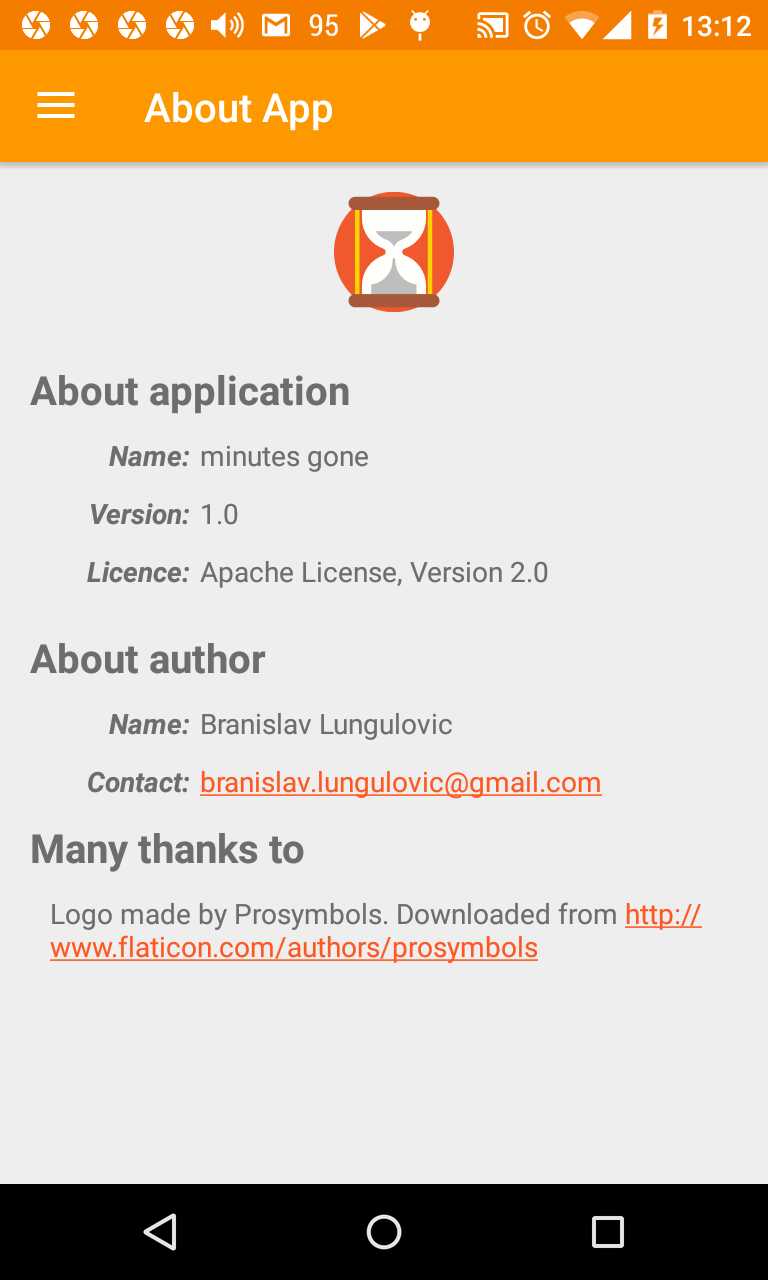 95 13:12
About App
About application
Name: minutes gone
Version: 1.0
Licence: Apache License, Version 2.0
About author
Name: Branislav Lungulovic
Contact: branislav.lungulovic@gmail.com
Many thanks to
Logo made by Prosymbols. Downloaded from http://
www.flaticon.com/authors/prosymbols